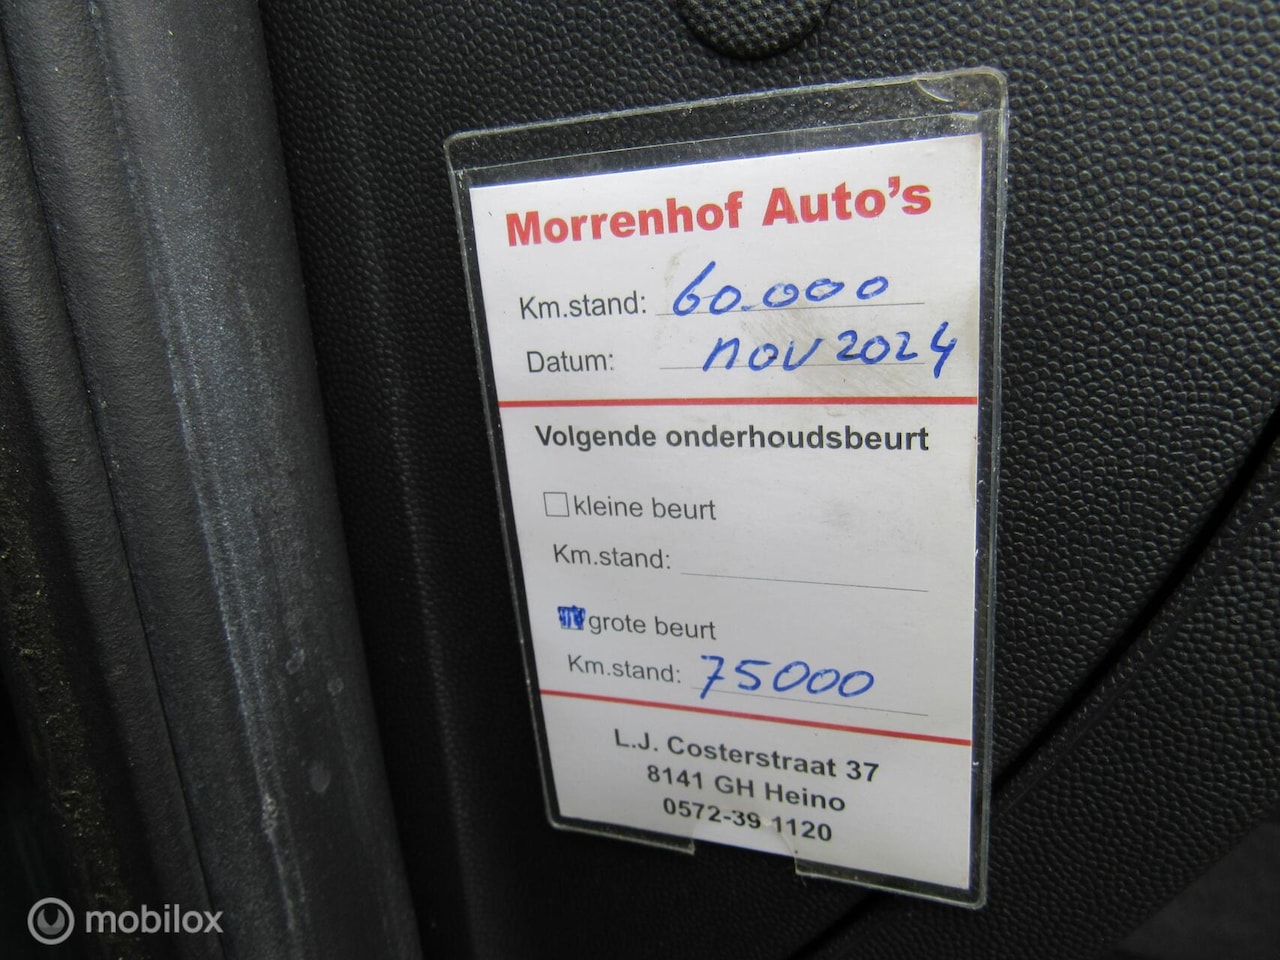 Morrenhof Auto's
Km.stand: 60.000
Datum: nov 2024
Volgende onderhoudsbeurt
kleine beurt
Km.stand:
grote beurt
Km.stand: 75000
L.J. Costerstraat 37
8141 GH Heino
0572-39 1120
mobilox